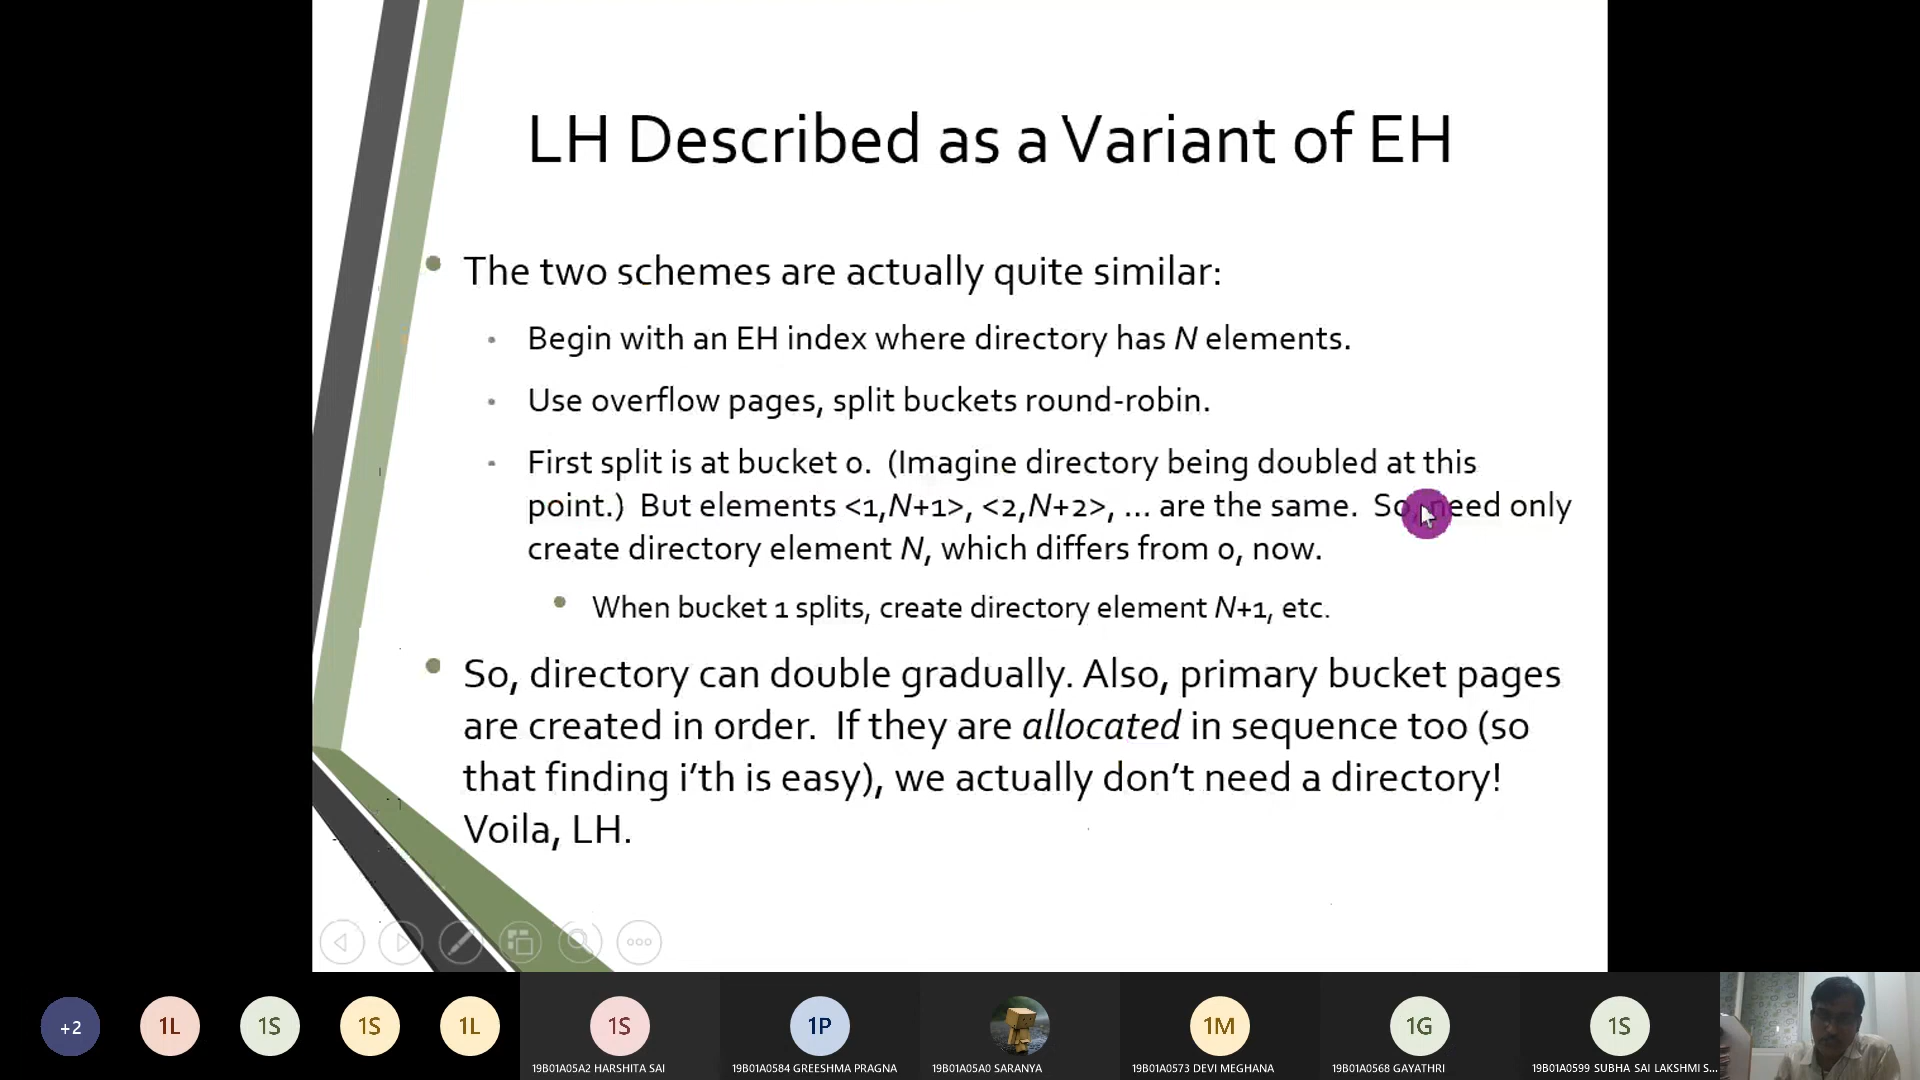 LH Described as a Variant of EH
The two schemes are actually quite similar:
Begin with an EH index where directory has N elements.
Use overflow pages, split buckets round-robin.
First split is at bucket 0.  (Imagine directory being doubled at this
point.)  But elements <1,N+1>, <2,N+2>, ... are the same.  So, need only
create directory element N, which differs from 0, now.
When bucket 1 splits, create directory element N+1, etc.
So, directory can double gradually. Also, primary bucket pages
are created in order.  If they are allocated in sequence too (so
that finding i’th is easy), we actually don’t need a directory!
Voila, LH.
+2
1L
1S
1S
1L
1S
1P
1M
1G
1S
19B01A05A2 HARSHITA SAI
19B01A0584 GREESHMA PRAGNA
19B01A05A0 SARANYA
19B01A0573 DEVI MEGHANA
19B01A0568 GAYATHRI
19B01A0599 SUBHA SAI LAKSHMI S...